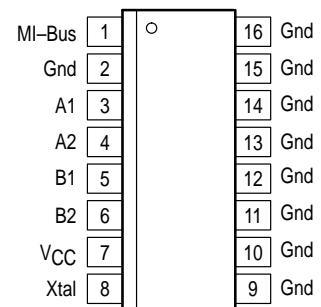 MI–Bus 1 16 Gnd
Gnd 2 15 Gnd
A1 3 14 Gnd
A2 4 13 Gnd
B1 5 12 Gnd
B2 6 11 Gnd
VCC 7 10 Gnd
Xtal 8 9 Gnd